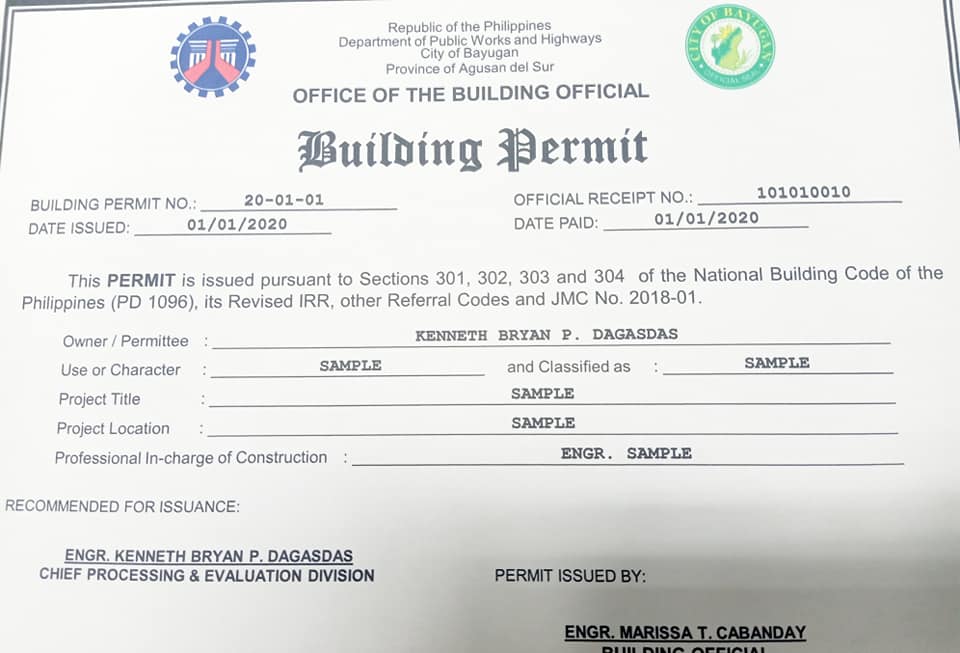 Republic of the Philippines
Department of Public Works and Highways
City of Bayugan
Province of Agusan del Sur
OFFICE OF THE BUILDING OFFICIAL
CITY OF BAYUGAN
OFFICIAL SEAL
Building Permit
BUILDING PERMIT NO.: 20-01-01 OFFICIAL RECEIPT NO.: 101010010
DATE ISSUED: 01/01/2020 DATE PAID: 01/01/2020
This PERMIT is issued pursuant to Sections 301, 302, 303 and 304 of the National Building Code of the
Philippines (PD 1096), its Revised IRR, other Referral Codes and JMC No. 2018-01.
Owner / Permittee : KENNETH BRYAN P. DAGASDAS
Use or Character : SAMPLE and Classified as : SAMPLE
Project Title : SAMPLE
Project Location : SAMPLE
Professional In-charge of Construction : ENGR. SAMPLE
RECOMMENDED FOR ISSUANCE:
ENGR. KENNETH BRYAN P. DAGASDAS
CHIEF PROCESSING & EVALUATION DIVISION
PERMIT ISSUED BY:
ENGR. MARISSA T. CABANDAY
BUILDING OFFICIAL